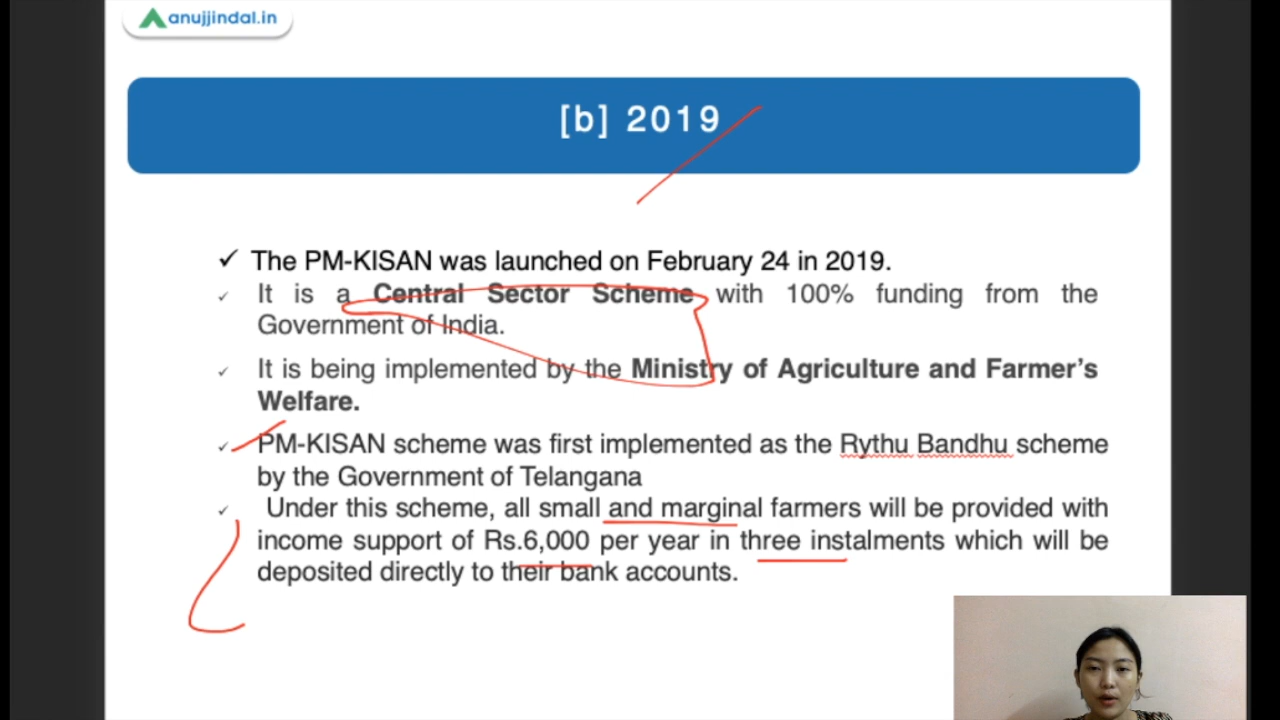 anujjindal.in
[b] 2019
✓ The PM-KISAN was launched on February 24 in 2019.
✓ It is a Central Sector Scheme with 100% funding from the
Government of India.
✓ It is being implemented by the Ministry of Agriculture and Farmer's
Welfare.
✓ PM-KISAN scheme was first implemented as the Rythu Bandhu scheme
by the Government of Telangana
✓ Under this scheme, all small and marginal farmers will be provided with
income support of Rs.6,000 per year in three instalments which will be
deposited directly to their bank accounts.